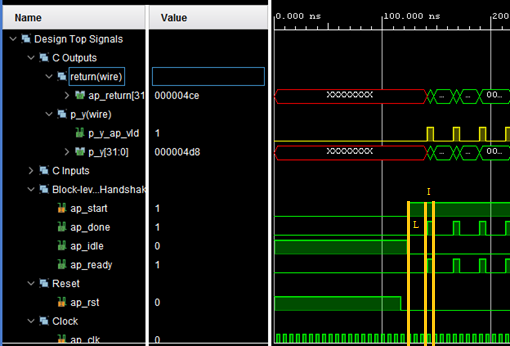 Name
Value
0.000 ns
100.000 ns
200
Design Top Signals
C Outputs
return(wire)
ap_return[31
000004ce
XXXXXXXX
...
00...
p_y(wire)
p_y_ap_vld
1
p_y[31:0]
000004d8
XXXXXXXX
...
00...
C Inputs
I
Block-lev...Handshak
ap_start
1
ap_done
1
L
ap_idle
0
ap_ready
1
Reset
ap_rst
0
Clock
ap_clk
0